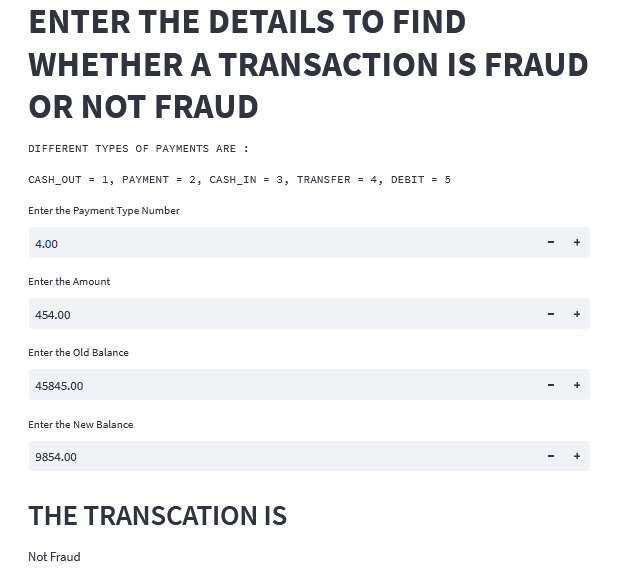 ENTER THE DETAILS TO FIND
WHETHER A TRANSACTION IS FRAUD
OR NOT FRAUD
DIFFERENT TYPES OF PAYMENTS ARE :
CASH_OUT = 1, PAYMENT = 2, CASH_IN = 3, TRANSFER = 4, DEBIT = 5
Enter the Payment Type Number
4.00 - +
Enter the Amount
454.00 - +
Enter the Old Balance
45845.00 - +
Enter the New Balance
9854.00 - +
THE TRANSCATION IS
Not Fraud